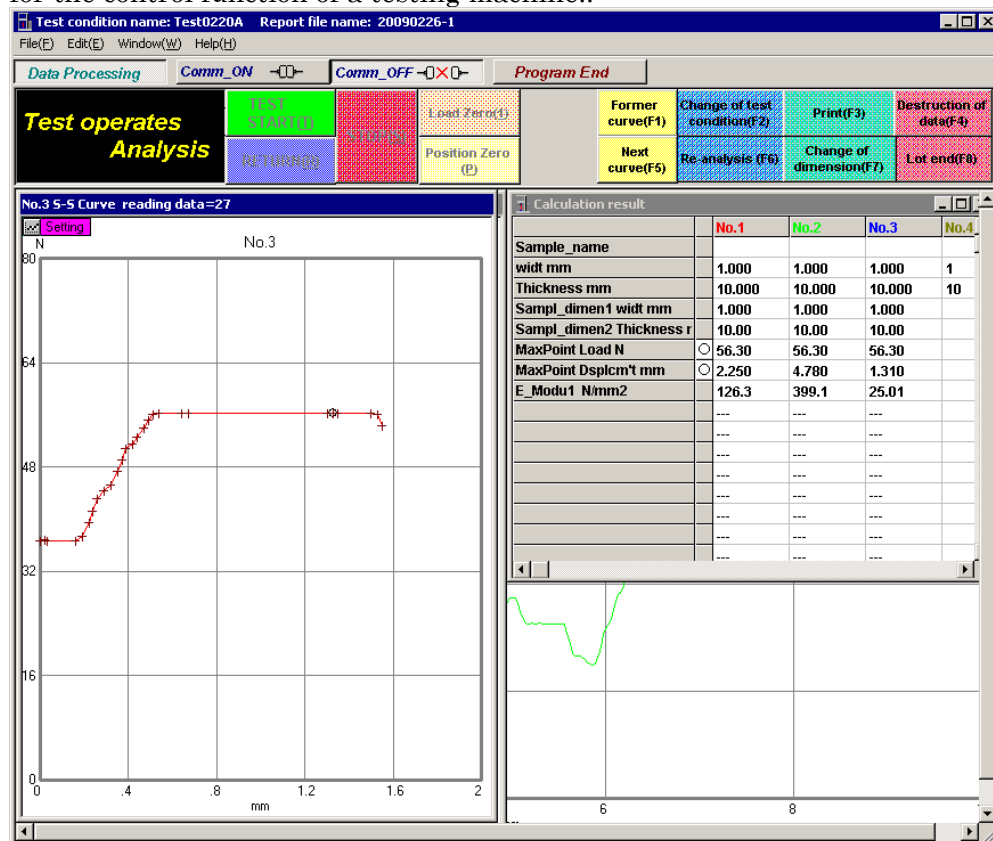 for the control function of a testing machine..
Test condition name: Test0220A Report file name: 20090226-1
File(F) Edit(E) Window(W) Help(H)
Data Processing Comm_ON Comm_OFF Program End
Test operates
Analysis
TEST
START(T)
STOP(S)
Load Zero(1)
Position Zero
(P)
Former
curve(F1)
Change of test
condition(F2)
Print(F3)
Destruction of
data(F4)
Next
curve(F5)
Re-analysis (F6)
Change of
dimension(F7)
Lot end(F8)
No.3 S-S Curve reading data=27
Setting
N
No.3
80
64
48
32
16
0
0 .4 .8 1.2 1.6 2
mm
Calculation result
No.1 No.2 No.3 No.4
Sample_name
widt mm 1.000 1.000 1.000 1
Thickness mm 10.000 10.000 10.000 10
Sampl_dimen1 widt mm 1.000 1.000 1.000
Sampl_dimen2 Thickness r 10.00 10.00 10.00
MaxPoint Load N 56.30 56.30 56.30
MaxPoint Dsplcm't mm 2.250 4.780 1.310
E_Modu1 N/mm2 126.3 399.1 25.01
--- --- ---
--- --- ---
--- --- ---
--- --- ---
--- --- ---
--- --- ---
--- --- ---
--- --- ---
6 8